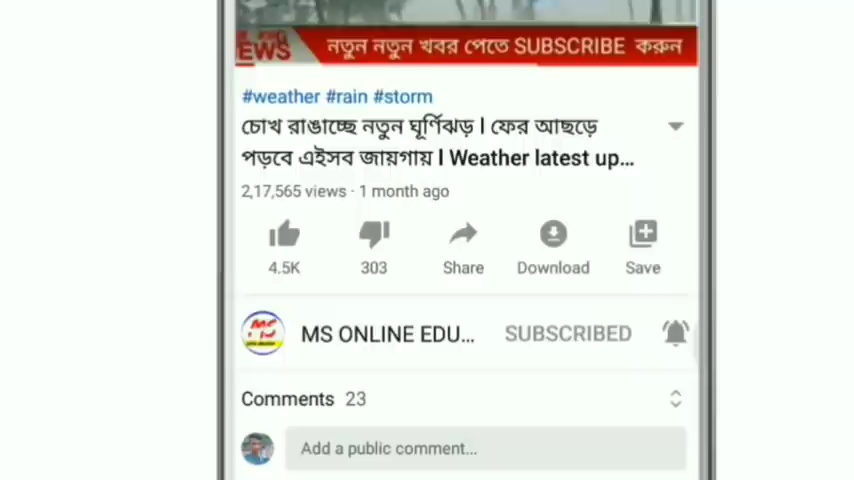 NEWS
নতুন নতুন খবর পেতে SUBSCRIBE করুন
#weather #rain #storm
চোখ রাঙাচ্ছে নতুন ঘূর্ণিঝড় l ফের আছড়ে
পড়বে এইসব জায়গায় l Weather latest up...
2,17,565 views · 1 month ago
4.5K 303 Share Download Save
MS ONLINE EDU... SUBSCRIBED
Comments 23
Add a public comment...